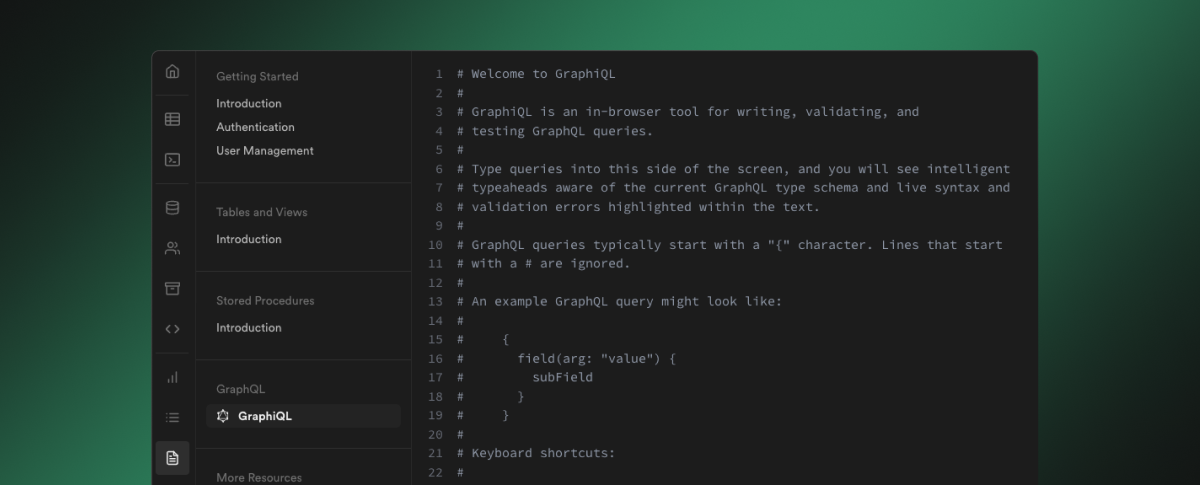 Getting Started
Introduction
Authentication
User Management
Tables and Views
Introduction
Stored Procedures
Introduction
GraphQL
GraphiQL
More Resources
1 # Welcome to GraphiQL
2 #
3 # GraphiQL is an in-browser tool for writing, validating, and
4 # testing GraphQL queries.
5 #
6 # Type queries into this side of the screen, and you will see intelligent
7 # typeaheads aware of the current GraphQL type schema and live syntax and
8 # validation errors highlighted within the text.
9 #
10 # GraphQL queries typically start with a "{" character. Lines that start
11 # with a # are ignored.
12 #
13 # An example GraphQL query might look like:
14 #
15 #     {
16 #       field(arg: "value") {
17 #         subField
18 #       }
19 #     }
20 #
21 # Keyboard shortcuts:
22 #